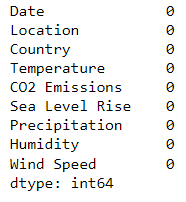 Date 0
Location 0
Country 0
Temperature 0
CO2 Emissions 0
Sea Level Rise 0
Precipitation 0
Humidity 0
Wind Speed 0
dtype: int64